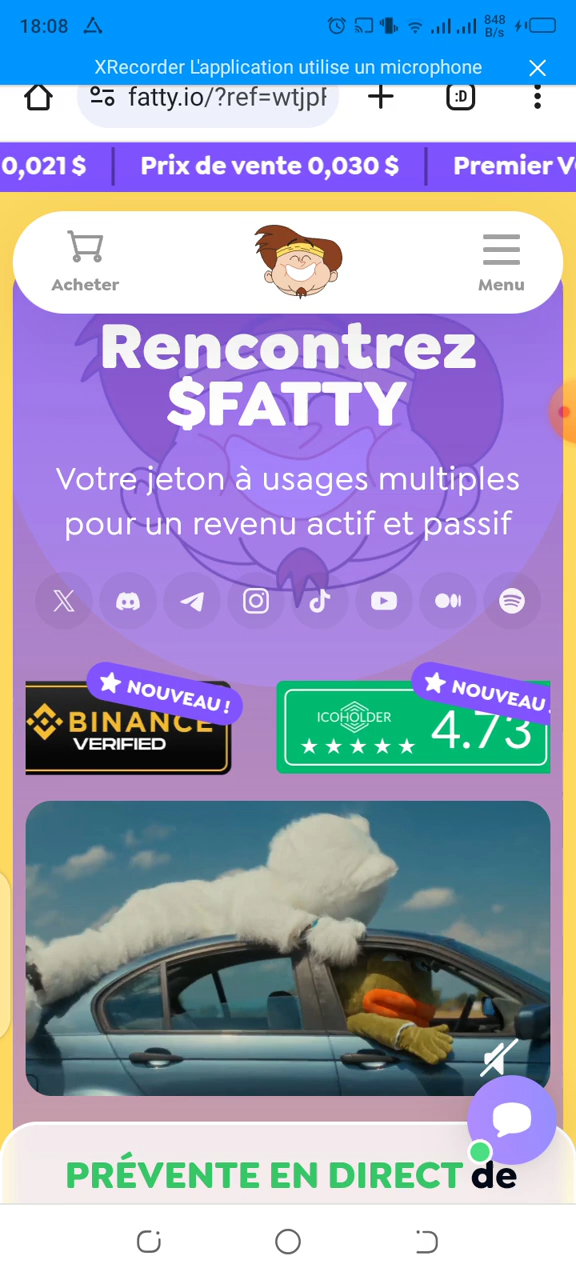 18:08
848
B/s
XRecorder L'application utilise un microphone
fatty.io/?ref=wtjp
:D
0,021 $
Prix de vente 0,030 $
Premier
Acheter
Menu
Rencontrez
$FATTY
Votre jeton à usages multiples
pour un revenu actif et passif
NOUVEAU !
BINANCE
VERIFIED
NOUVEAU !
ICOHOLDER
4.73
PRÉVENTE EN DIRECT de